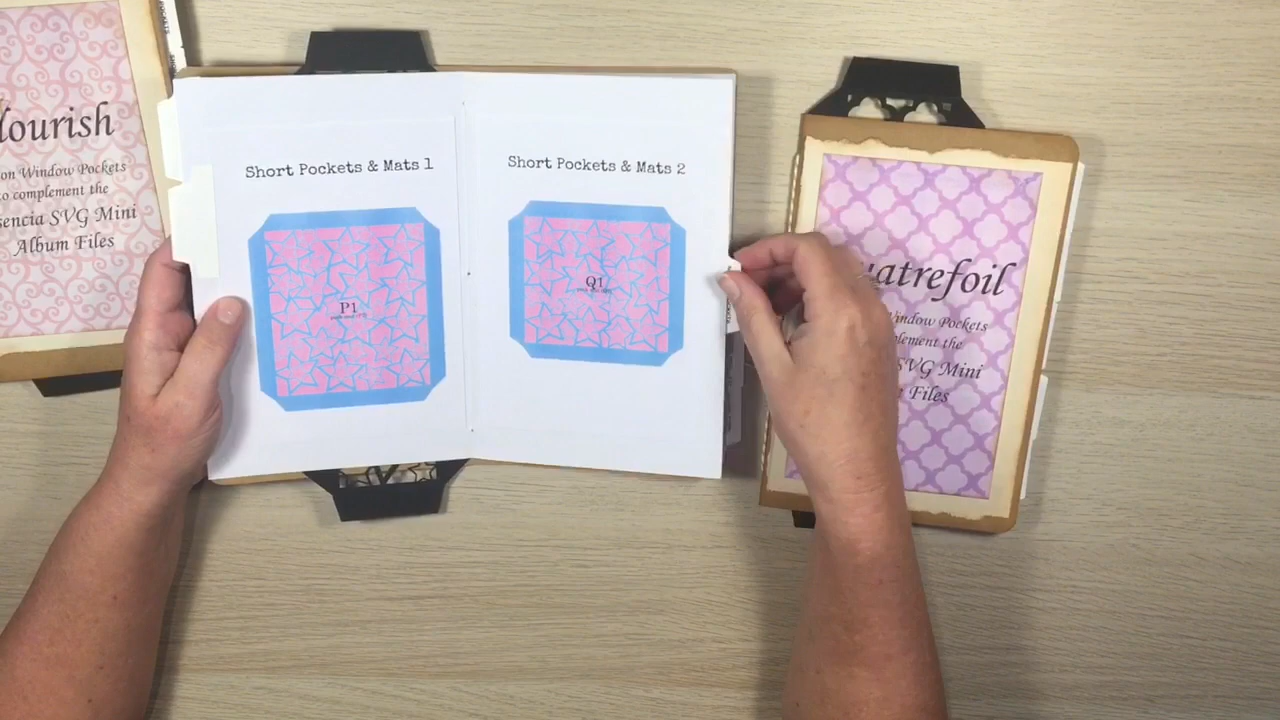 lourish
on Window Pockets
to complement the
sencia SVG Mini
Album Files
Short Pockets & Mats 1
P1
Short Pockets & Mats 2
Q1
uatrefoil
Window Pockets
plement the
SVG Mini
Files